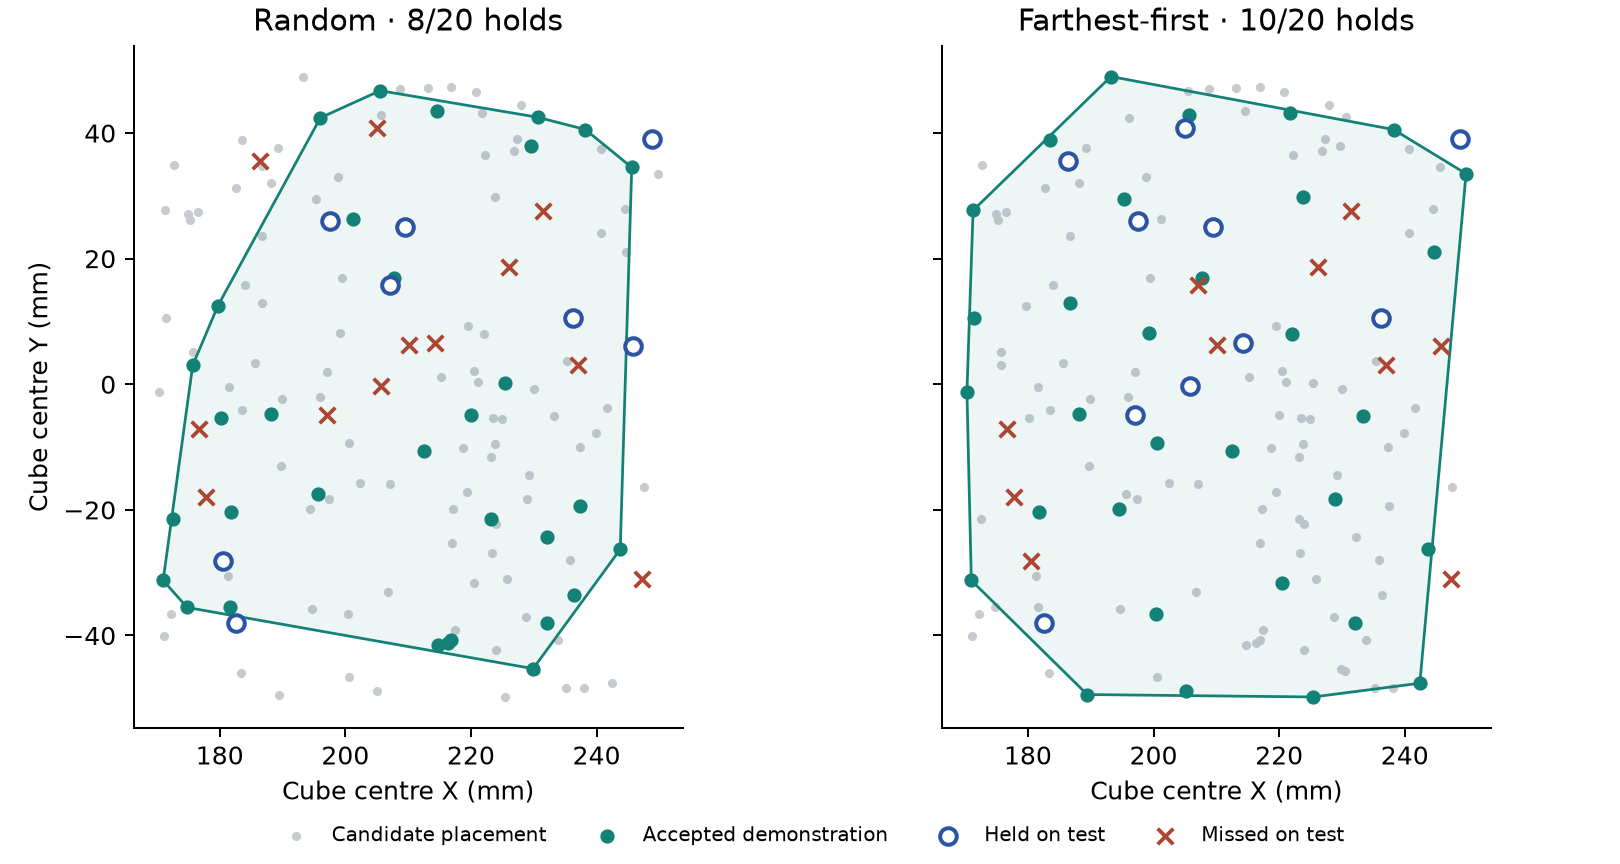 Random · 8/20 holds
Farthest-first · 10/20 holds
Cube centre Y (mm)
40
20
0
−20
−40
180
200
220
240
180
200
220
240
Cube centre X (mm)
Cube centre X (mm)
Candidate placement
Accepted demonstration
Held on test
Missed on test